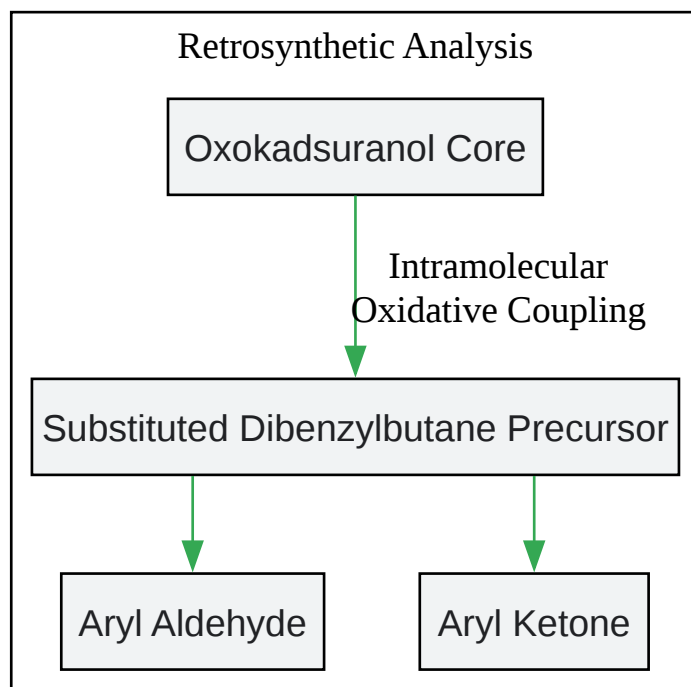 Retrosynthetic Analysis
Oxokadsuranol Core
Intramolecular
Oxidative Coupling
Substituted Dibenzylbutane Precursor
Aryl Aldehyde
Aryl Ketone